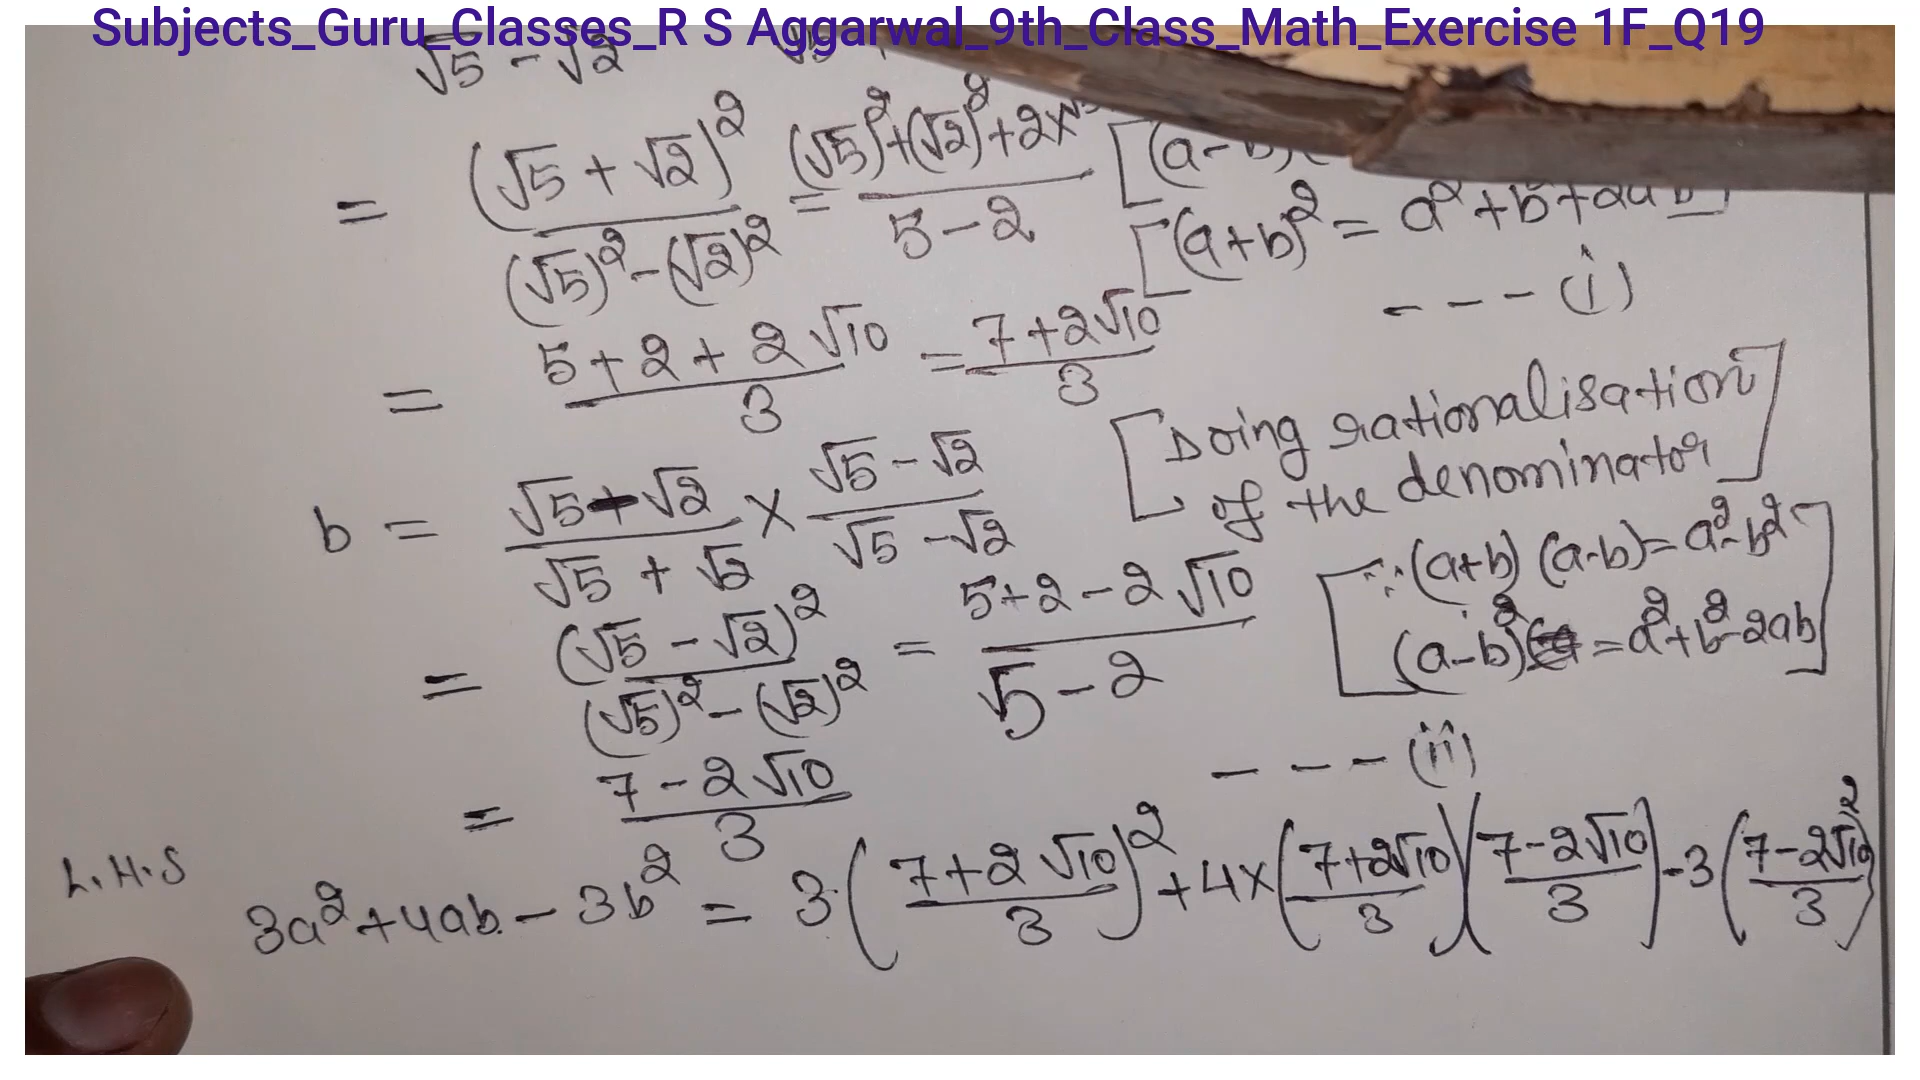 Subjects_Guru_Classes_R S Aggarwal_9th_Class_Math_Exercise 1F_Q19
√5 - √2
= (√5 + √2)² / (√5)² - (√2)² = (√5)² + (√2)² + 2× / 5 - 2 [(a-b)
[(a+b)² = a² + b² + 2ab]
= 5 + 2 + 2√10 / 3 = 7 + 2√10 / 3 - - - (i)
b = √5 - √2 / √5 + √2 × √5 - √2 / √5 - √2 [Doing rationalisation
of the denominator]
= (√5 - √2)² / (√5)² - (√2)² = 5 + 2 - 2√10 / √5 - 2 [∵ (a+b) (a-b) = a² - b²
(a-b)² = a² + b² - 2ab]
= 7 - 2√10 / 3 - - - (ii)
L.H.S
3a² + 4ab - 3b² = 3 (7 + 2√10 / 3)² + 4 × (7 + 2√10 / 3) (7 - 2√10 / 3) - 3 (7 - 2√10 / 3)²